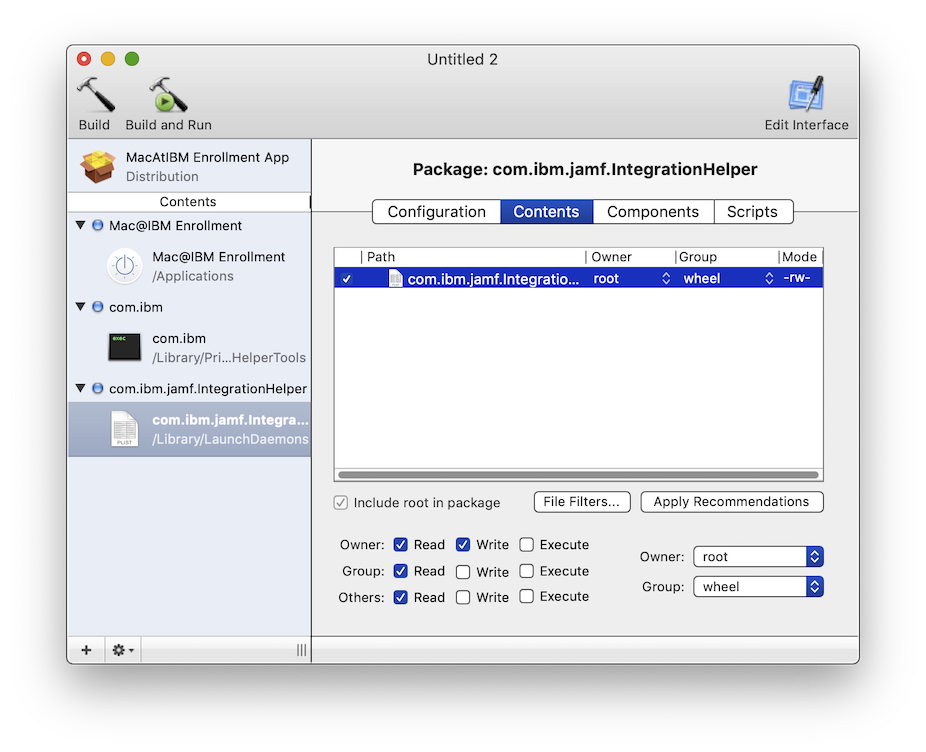 Untitled 2
Build
Build and Run
Edit Interface
MacAtIBM Enrollment App
Distribution
Contents
Mac@IBM Enrollment
Mac@IBM Enrollment
/Applications
com.ibm
exec
com.ibm
/Library/Pri...HelperTools
com.ibm.jamf.IntegrationHelper
PLIST
com.ibm.jamf.Integra...
/Library/LaunchDaemons
Package: com.ibm.jamf.IntegrationHelper
Configuration Contents Components Scripts
Path Owner Group Mode
com.ibm.jamf.Integratio... root wheel -rw-
Include root in package File Filters... Apply Recommendations
Owner: Read Write Execute
Group: Read Write Execute
Others: Read Write Execute
Owner: root
Group: wheel